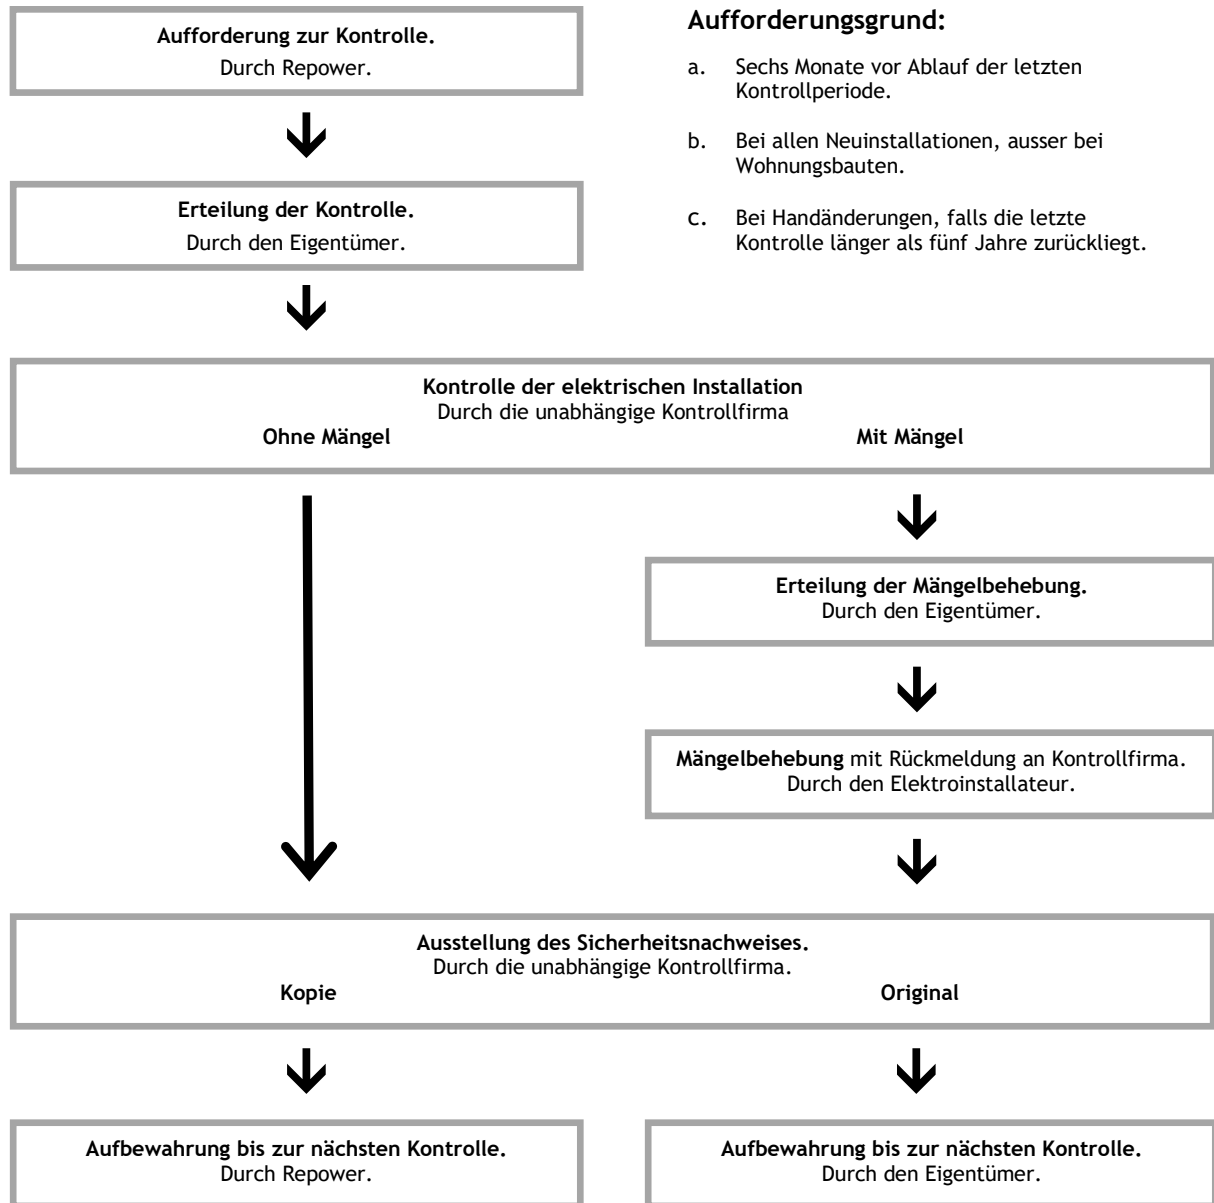 Aufforderung zur Kontrolle.
Durch Repower.
Erteilung der Kontrolle.
Durch den Eigentümer.
Aufforderungsgrund:
a. Sechs Monate vor Ablauf der letzten
Kontrollperiode.
b. Bei allen Neuinstallationen, ausser bei
Wohnungsbauten.
c. Bei Handänderungen, falls die letzte
Kontrolle länger als fünf Jahre zurückliegt.
Kontrolle der elektrischen Installation
Durch die unabhängige Kontrollfirma
Ohne Mängel Mit Mängel
Erteilung der Mängelbehebung.
Durch den Eigentümer.
Mängelbehebung mit Rückmeldung an Kontrollfirma.
Durch den Elektroinstallateur.
Ausstellung des Sicherheitsnachweises.
Durch die unabhängige Kontrollfirma.
Kopie Original
Aufbewahrung bis zur nächsten Kontrolle.
Durch Repower.
Aufbewahrung bis zur nächsten Kontrolle.
Durch den Eigentümer.